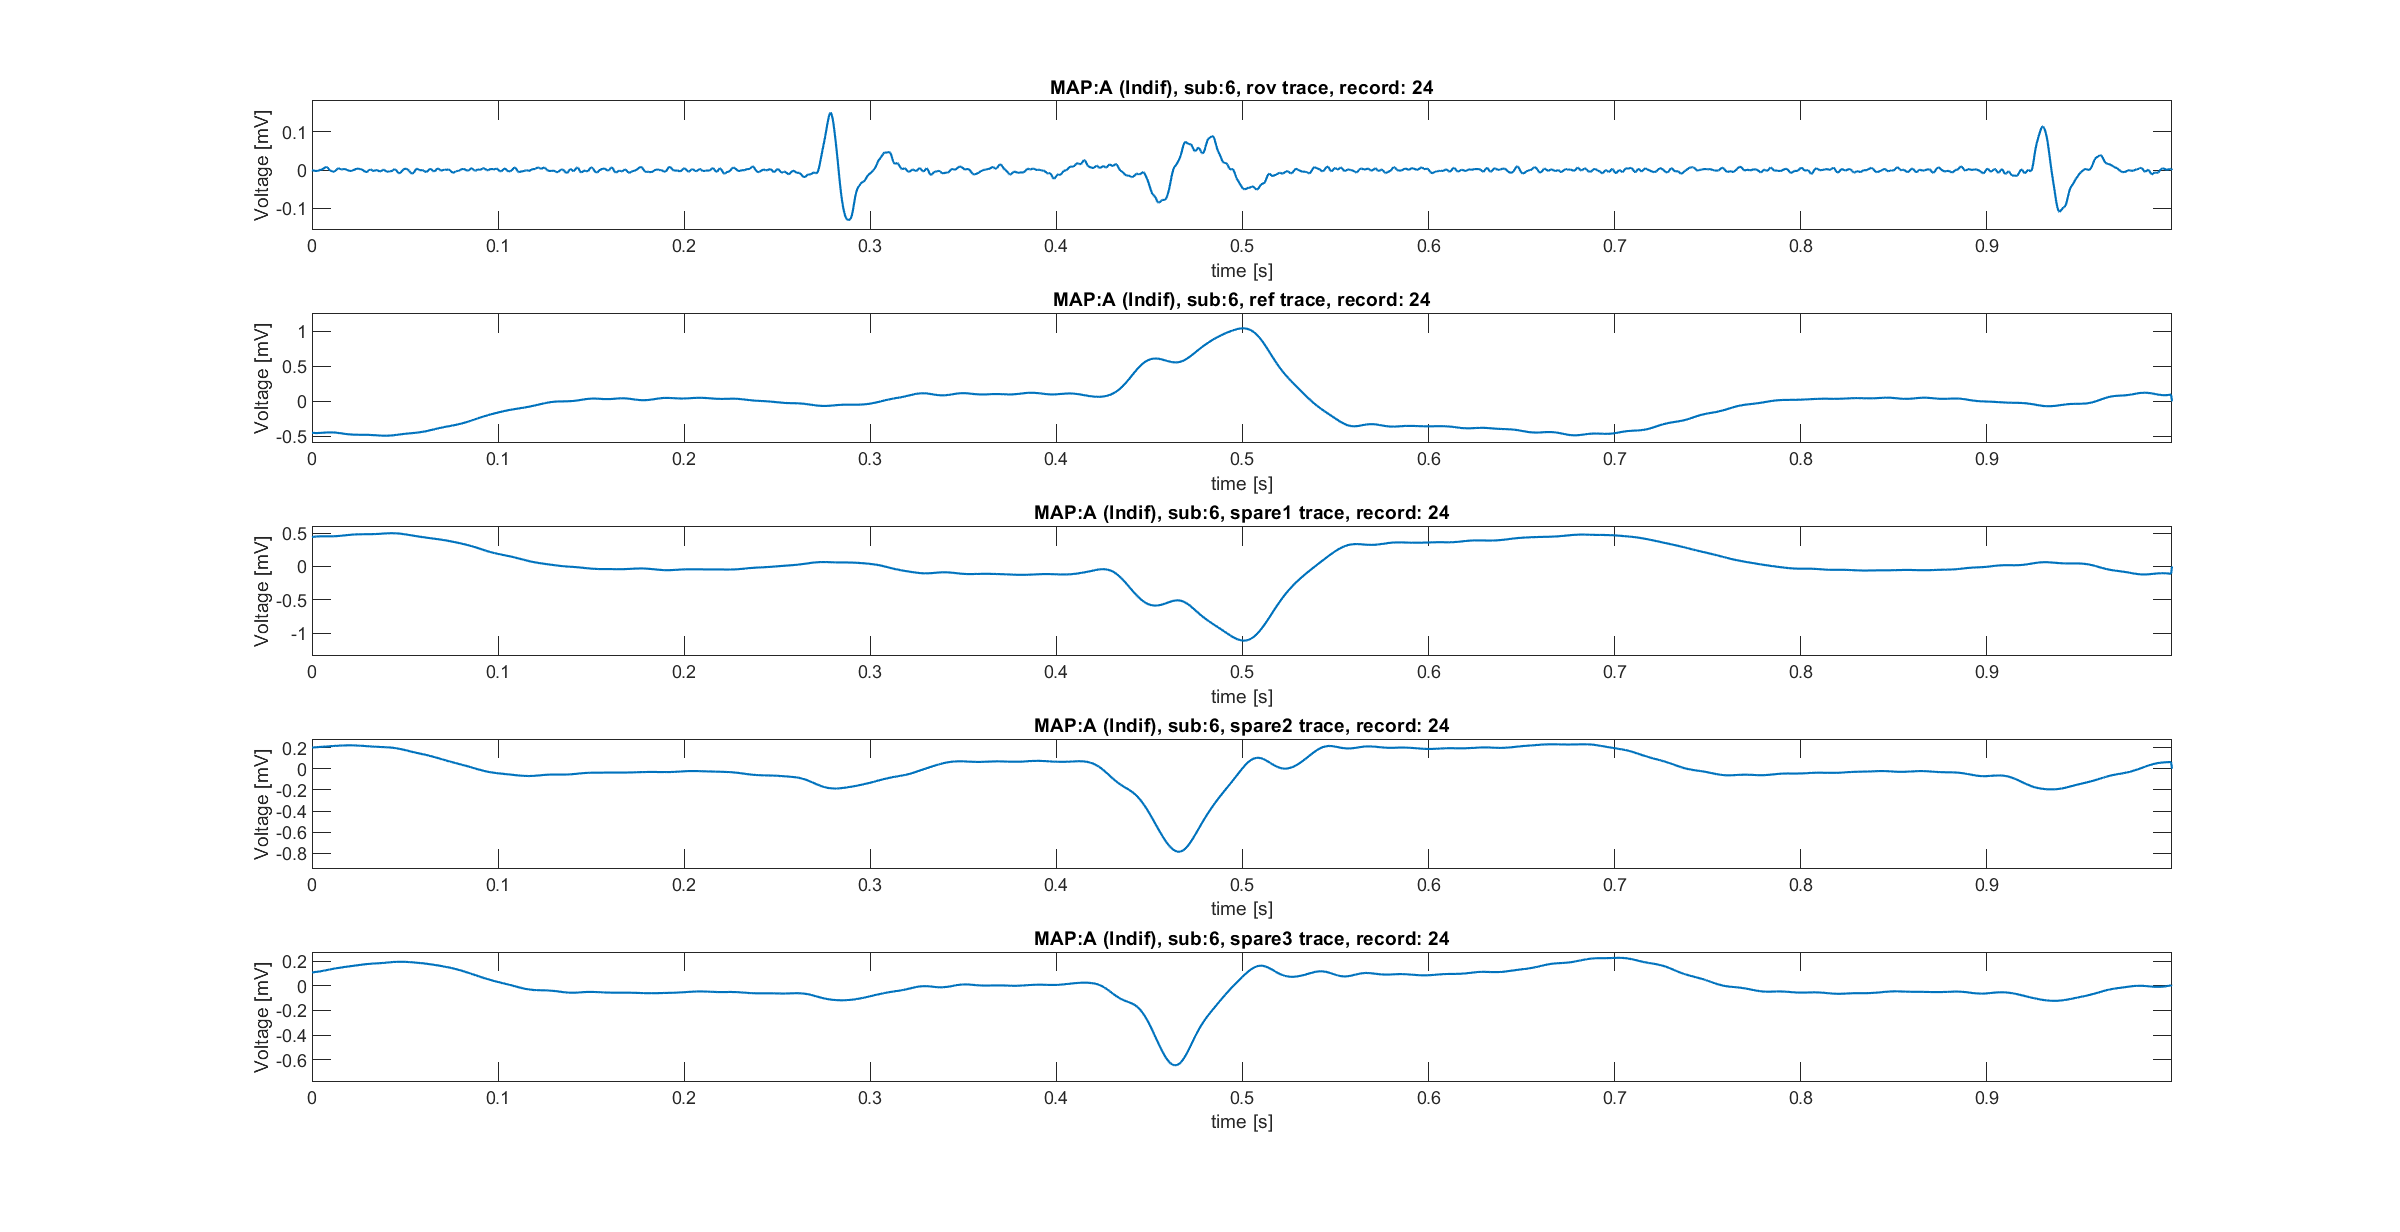 MAP:A (Indif), sub:6, rov trace, record: 24
Voltage [mV]
0.1
0
-0.1
0 0.1 0.2 0.3 0.4 0.5 0.6 0.7 0.8 0.9
time [s]
MAP:A (Indif), sub:6, ref trace, record: 24
Voltage [mV]
1
0.5
0
-0.5
0 0.1 0.2 0.3 0.4 0.5 0.6 0.7 0.8 0.9
time [s]
MAP:A (Indif), sub:6, spare1 trace, record: 24
Voltage [mV]
0.5
0
-0.5
-1
0 0.1 0.2 0.3 0.4 0.5 0.6 0.7 0.8 0.9
time [s]
MAP:A (Indif), sub:6, spare2 trace, record: 24
Voltage [mV]
0.2
0
-0.2
-0.4
-0.6
-0.8
0 0.1 0.2 0.3 0.4 0.5 0.6 0.7 0.8 0.9
time [s]
MAP:A (Indif), sub:6, spare3 trace, record: 24
Voltage [mV]
0.2
0
-0.2
-0.4
-0.6
0 0.1 0.2 0.3 0.4 0.5 0.6 0.7 0.8 0.9
time [s]